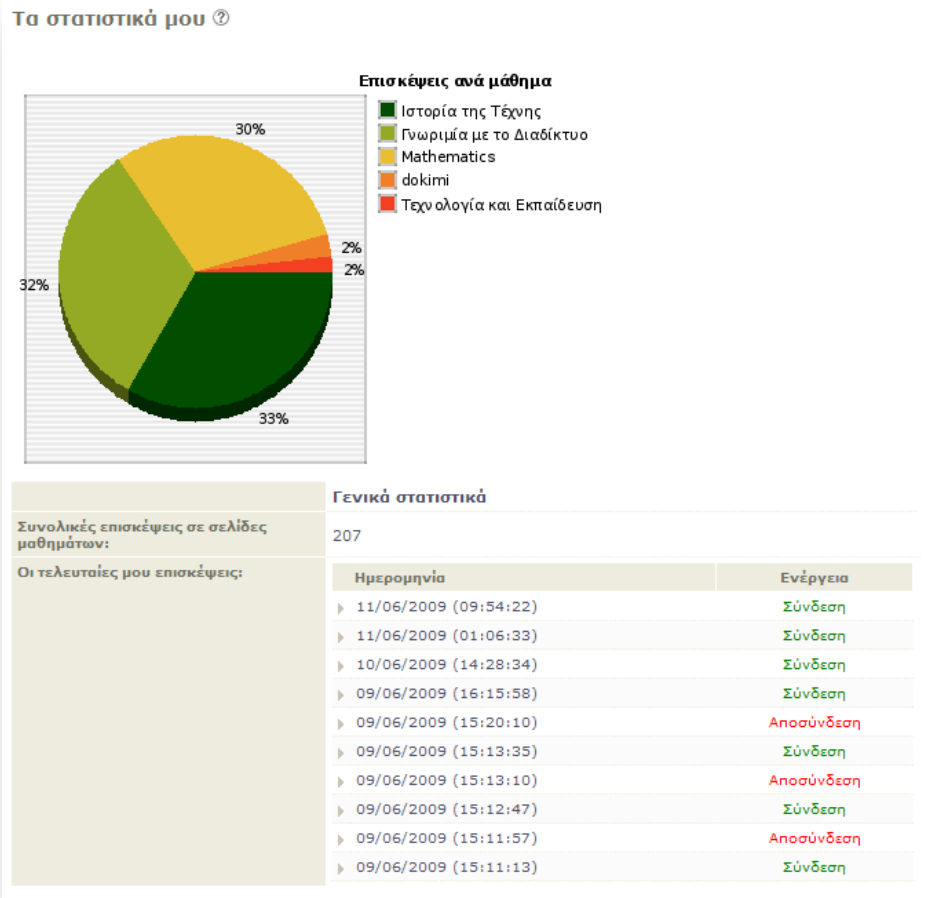 Τα στατιστικά μου ?
Επισκέψεις ανά μάθημα
Ιστορία της Τέχνης
Γνωριμία με το Διαδίκτυο
Mathematics
dokimi
Τεχνολογία και Εκπαίδευση
30%
2%
2%
32%
33%
Γενικά στατιστικά
Συνολικές επισκέψεις σε σελίδες
μαθημάτων:
207
Οι τελευταίες μου επισκέψεις:
Ημερομηνία Ενέργεια
11/06/2009 (09:54:22) Σύνδεση
11/06/2009 (01:06:33) Σύνδεση
10/06/2009 (14:28:34) Σύνδεση
09/06/2009 (16:15:58) Σύνδεση
09/06/2009 (15:20:10) Αποσύνδεση
09/06/2009 (15:13:35) Σύνδεση
09/06/2009 (15:13:10) Αποσύνδεση
09/06/2009 (15:12:47) Σύνδεση
09/06/2009 (15:11:57) Αποσύνδεση
09/06/2009 (15:11:13) Σύνδεση